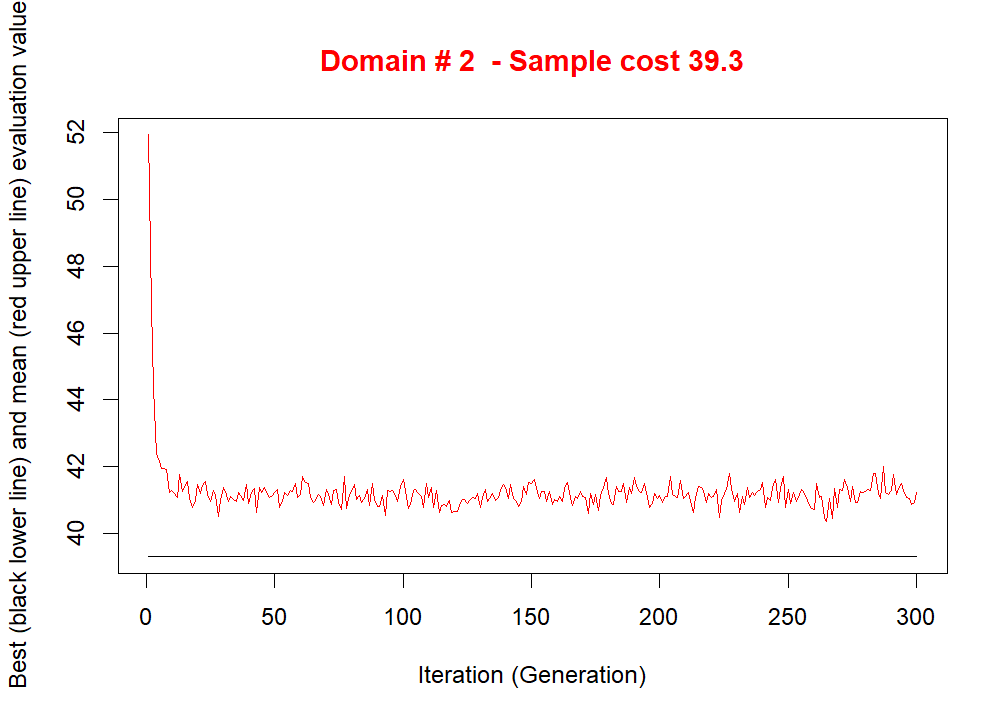 Domain # 2  - Sample cost 39.3
Best (black lower line) and mean (red upper line) evaluation value
52
50
48
46
44
42
40
0 50 100 150 200 250 300
Iteration (Generation)